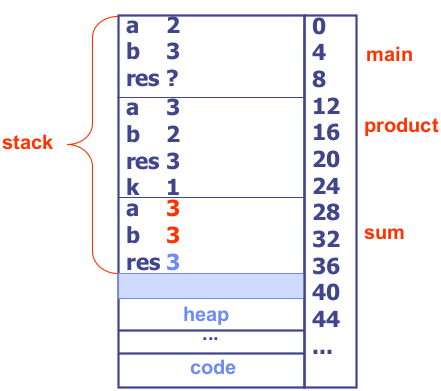 a 2 0
b 3 4 main
res ? 8
a 3 12
b 2 16 product
stack res 3 20
k 1 24
a 3 28
b 3 32 sum
res 3 36
40
heap 44
... ...
code